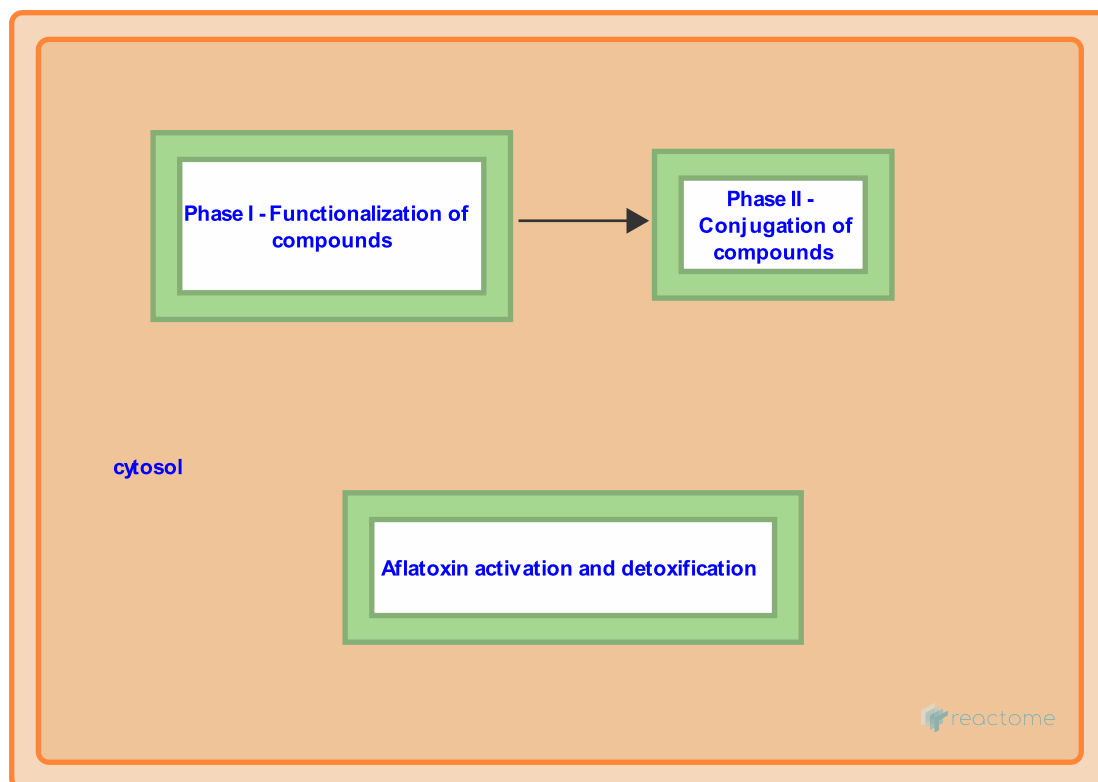 Phase I - Functionalization of
compounds
Phase II -
Conjugation of
compounds
cytosol
Aflatoxin activation and detoxification
reactome